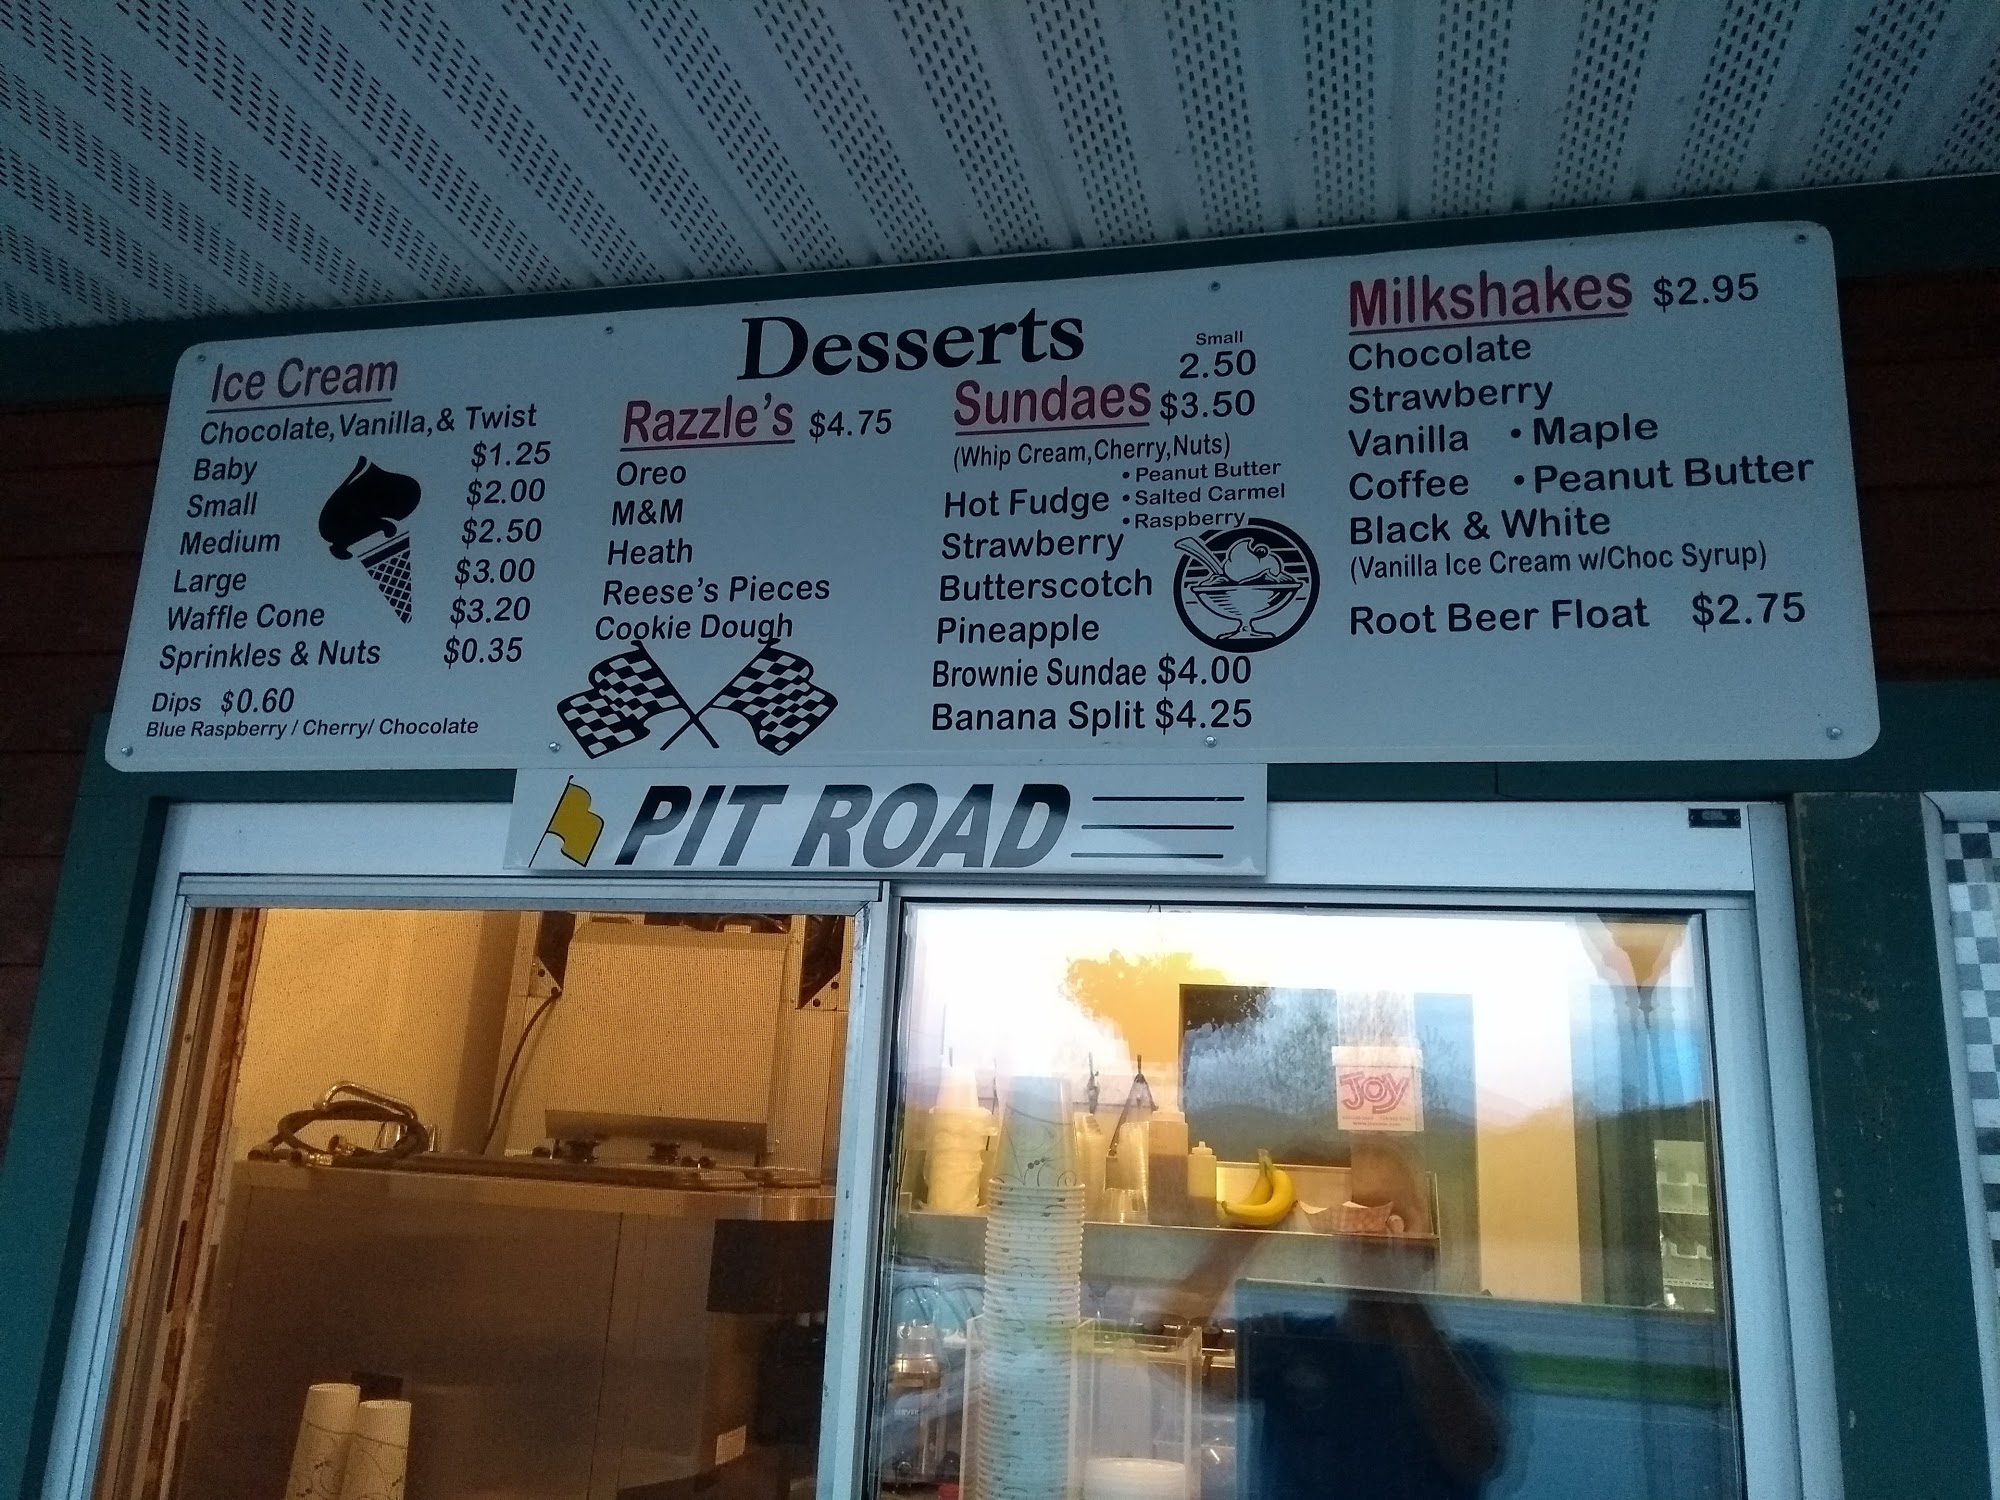 Desserts
Ice Cream
Chocolate, Vanilla, & Twist
Baby $1.25
Small $2.00
Medium $2.50
Large $3.00
Waffle Cone $3.20
Sprinkles & Nuts $0.35
Dips $0.60
Blue Raspberry / Cherry/ Chocolate
Razzle's $4.75
Oreo
M&M
Heath
Reese's Pieces
Cookie Dough
Small
2.50
Sundaes $3.50
(Whip Cream, Cherry, Nuts)
• Peanut Butter
Hot Fudge • Salted Carmel
• Raspberry
Strawberry
Butterscotch
Pineapple
Brownie Sundae $4.00
Banana Split $4.25
Milkshakes $2.95
Chocolate
Strawberry
Vanilla • Maple
Coffee • Peanut Butter
Black & White
(Vanilla Ice Cream w/Choc Syrup)
Root Beer Float $2.75
PIT ROAD
JOY